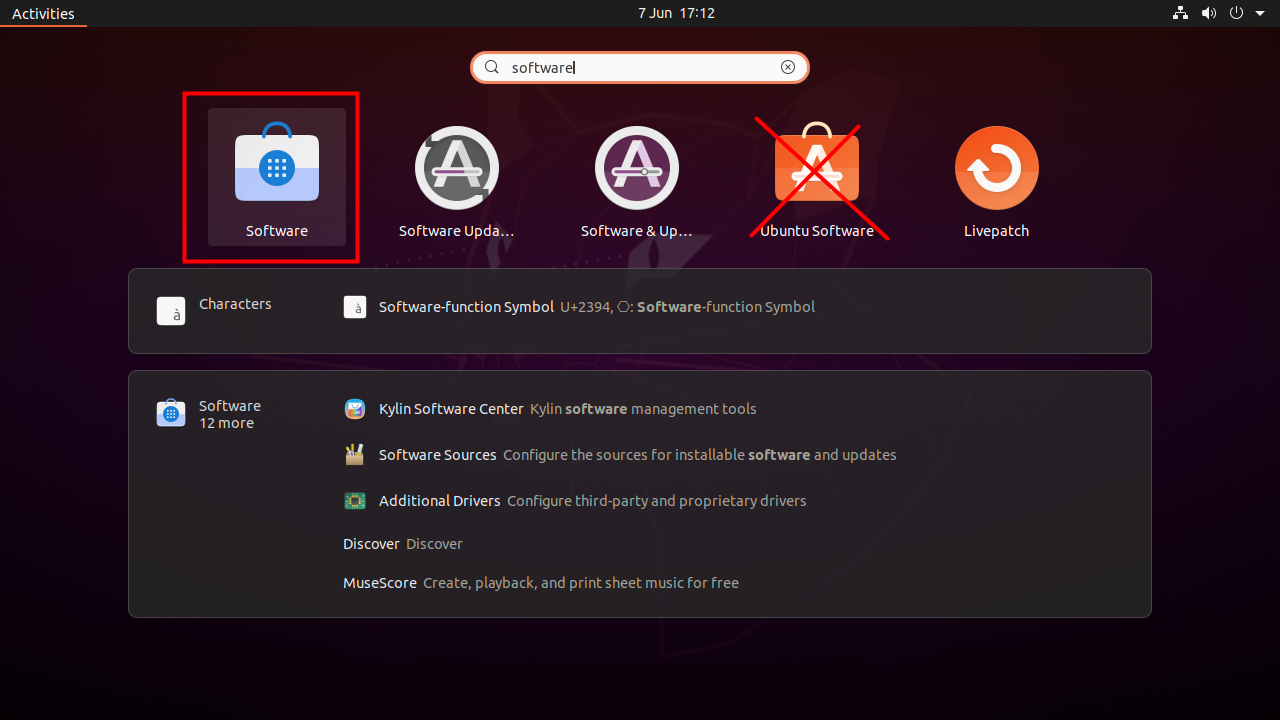 Activities
7 Jun 17:12
software
Software
Software Upda…
Software & Up…
Ubuntu Software
Livepatch
à
Characters
à
Software-function Symbol U+2394, ⎔: Software-function Symbol
Software
12 more
Kylin Software Center Kylin software management tools
Software Sources Configure the sources for installable software and updates
Additional Drivers Configure third-party and proprietary drivers
Discover Discover
MuseScore Create, playback, and print sheet music for free